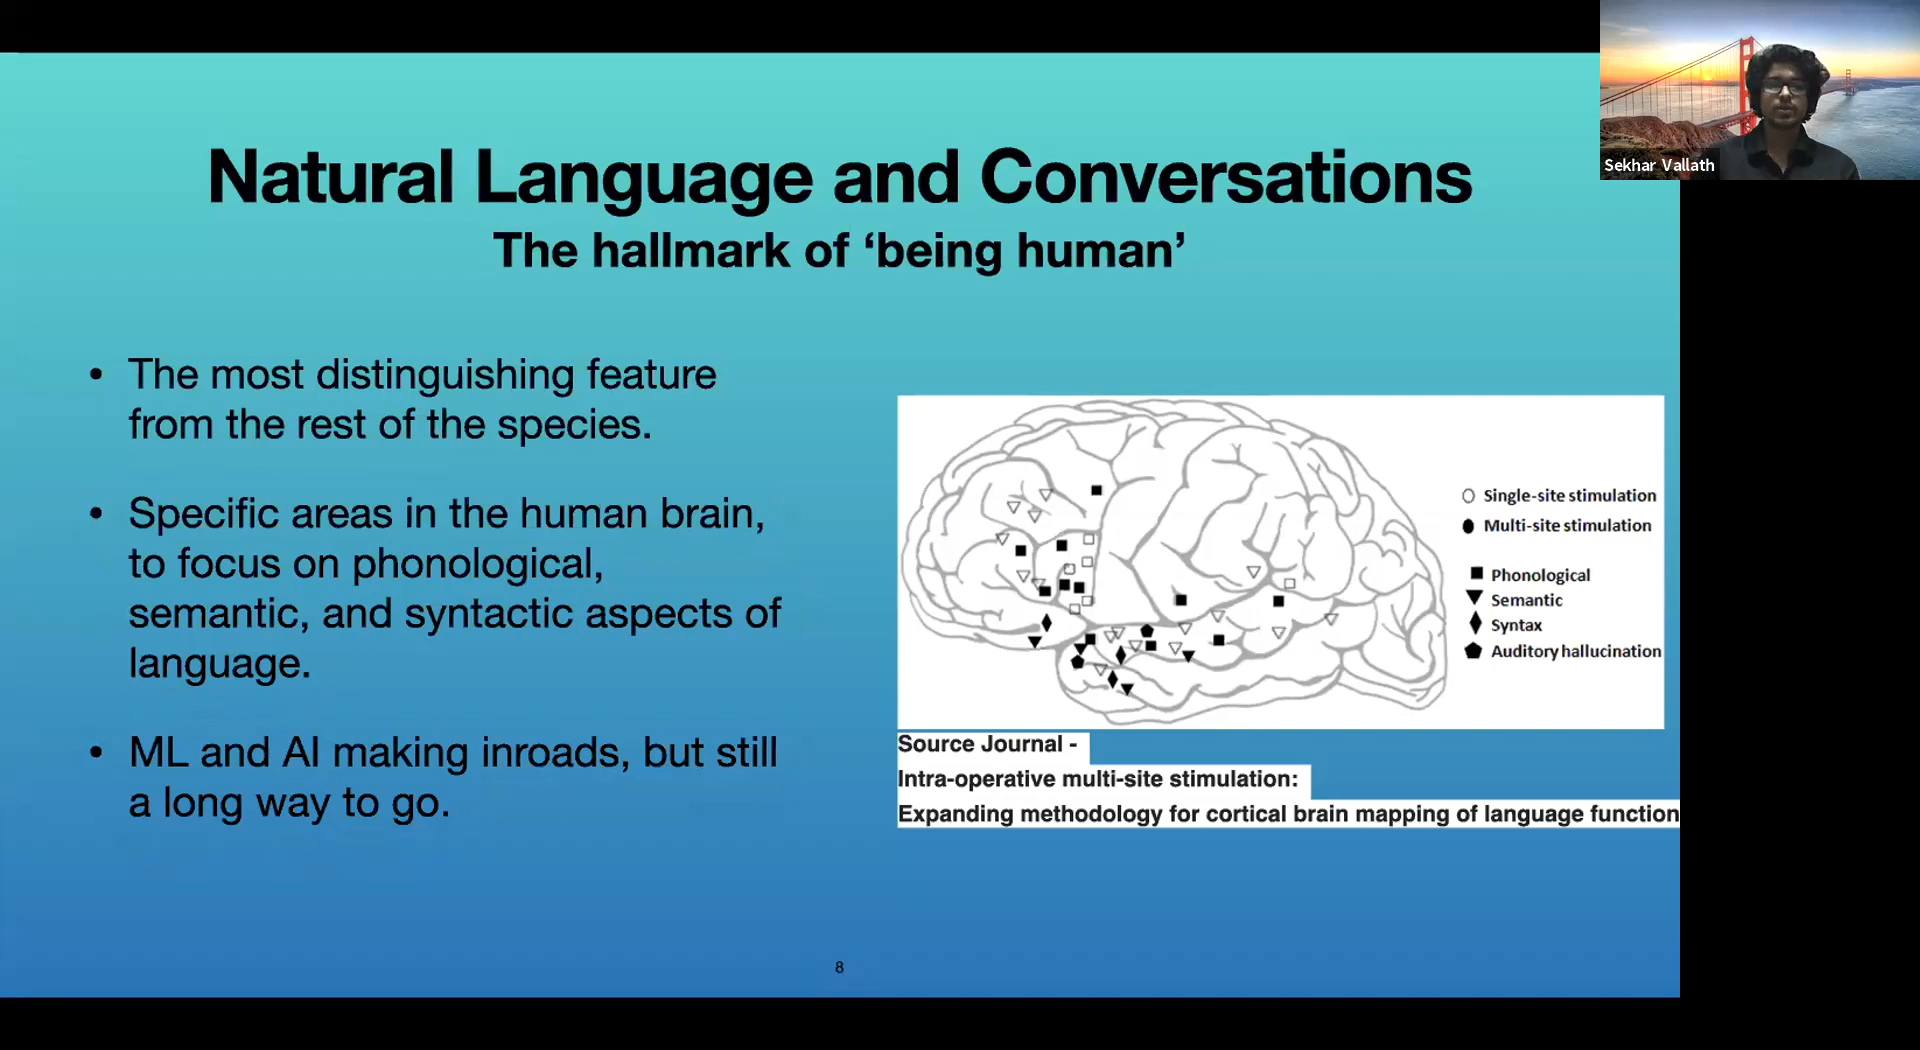 Sekhar Vallath
Natural Language and Conversations
The hallmark of ‘being human’
• The most distinguishing feature
from the rest of the species.
• Specific areas in the human brain,
to focus on phonological,
semantic, and syntactic aspects of
language.
• ML and AI making inroads, but still
a long way to go.
Single-site stimulation
Multi-site stimulation
Phonological
Semantic
Syntax
Auditory hallucination
Source Journal -
Intra-operative multi-site stimulation:
Expanding methodology for cortical brain mapping of language function
8